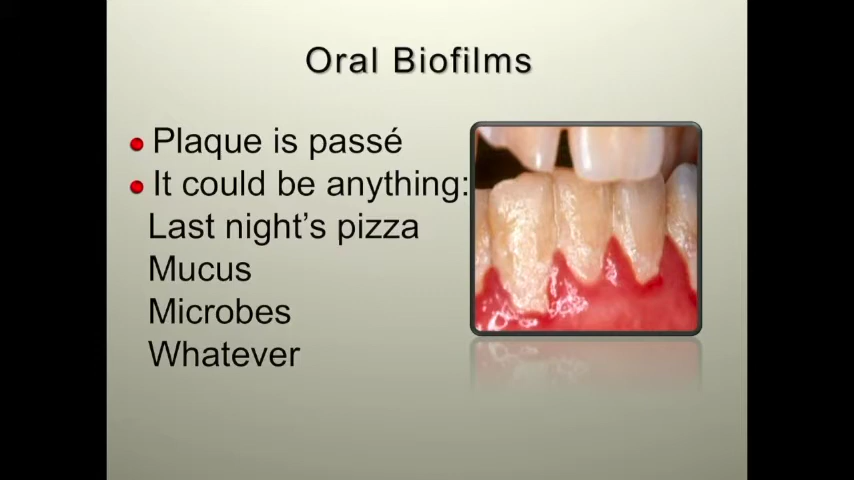 Oral Biofilms
Plaque is passé
It could be anything:
Last night’s pizza
Mucus
Microbes
Whatever